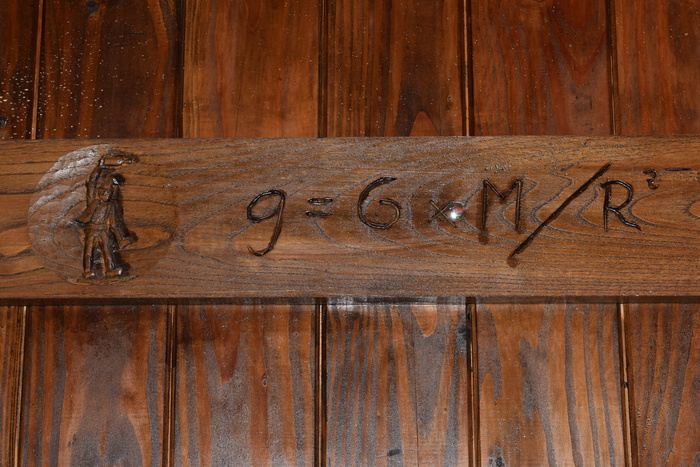 g = G × M / R²